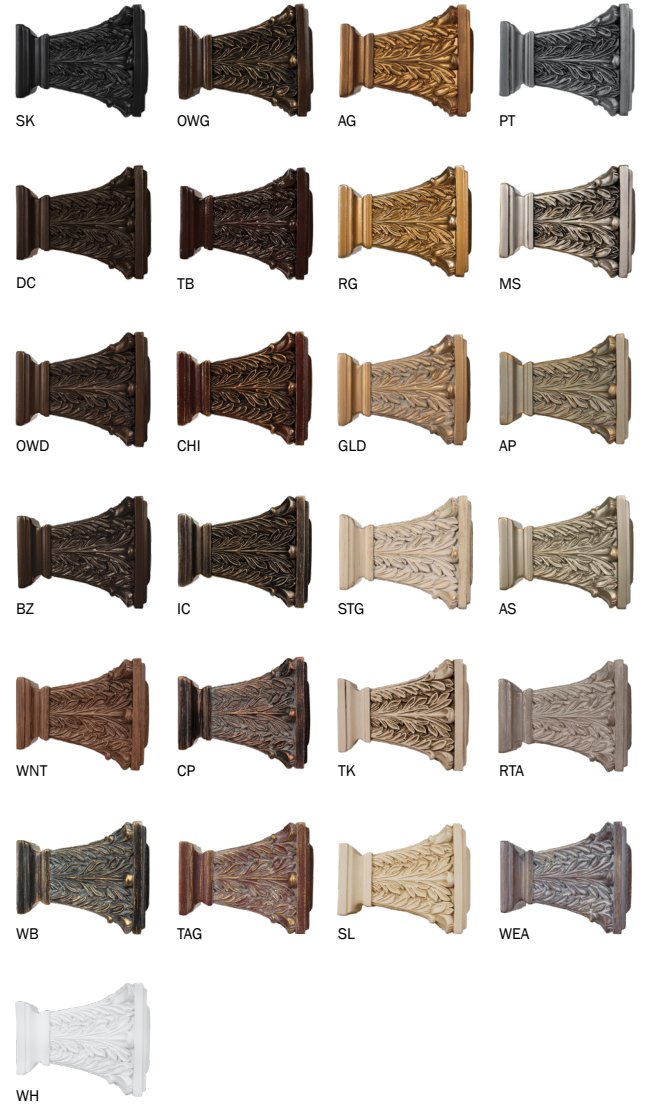 SK OWG AG PT
DC TB RG MS
OWD CHI GLD AP
BZ IC STG AS
WNT CP TK RTA
WB TAG SL WEA
WH